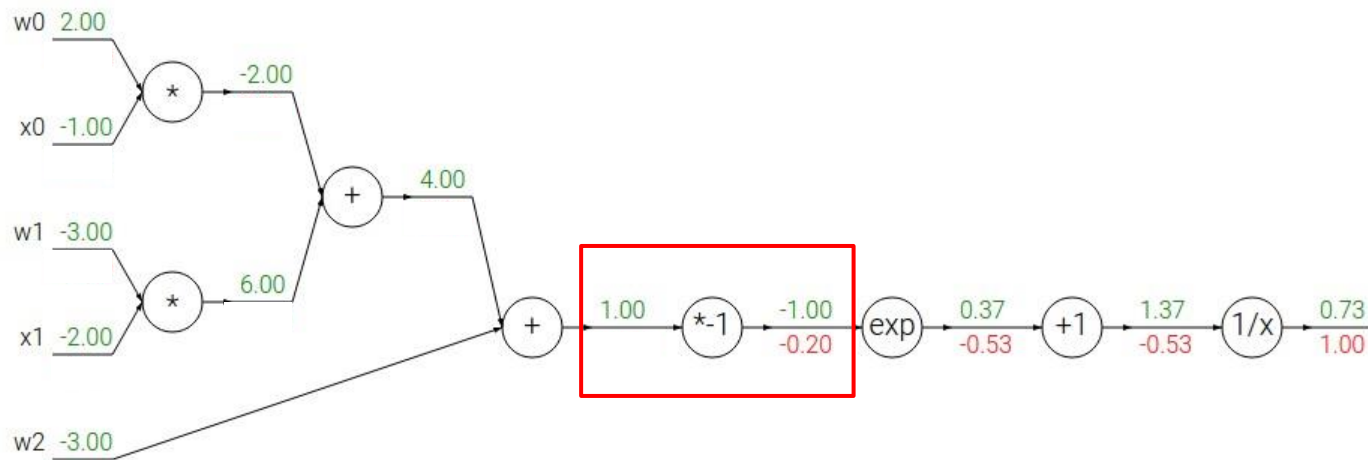 w0 2.00
-2.00
*
x0 -1.00
4.00
+
w1 -3.00
6.00
*
x1 -2.00
1.00 -1.00 0.37 1.37 0.73
+ *-1 exp +1 1/x
-0.20 -0.53 -0.53 1.00
w2 -3.00